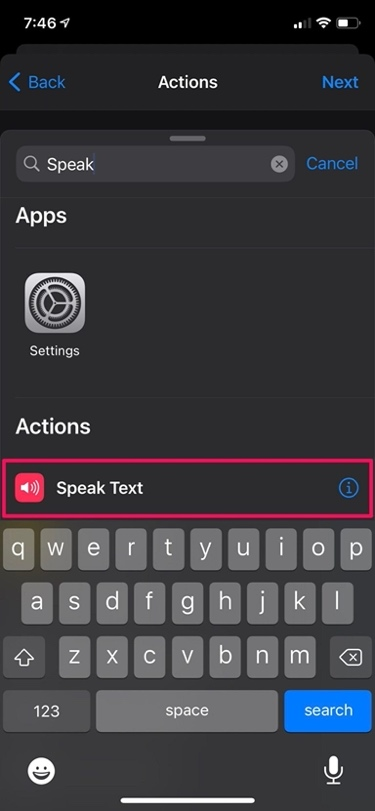 7:46
Back Actions Next
Speak Cancel
Apps
Settings
Actions
Speak Text
q w e r t y u i o p
a s d f g h j k l
z x c v b n m
123 space search